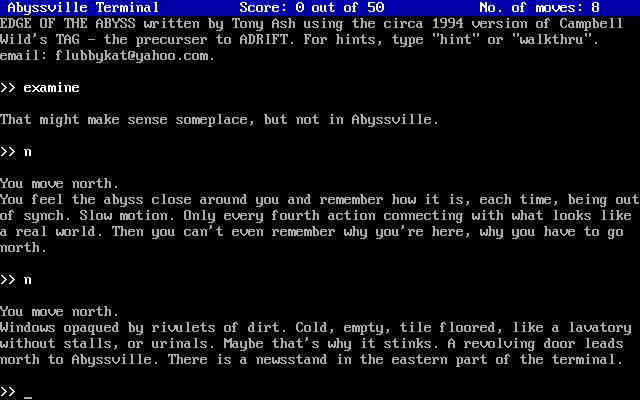 Abyssville Terminal Score: 0 out of 50 No. of moves: 8
EDGE OF THE ABYSS written by Tony Ash using the circa 1994 version of Campbell
Wild's TAG - the precurser to ADRIFT. For hints, type "hint" or "walkthru".
email: flubbykat@yahoo.com.
>> examine
That might make sense someplace, but not in Abyssville.
>> n
You move north.
You feel the abyss close around you and remember how it is, each time, being out
of synch. Slow motion. Only every fourth action connecting with what looks like
a real world. Then you can't even remember why you're here, why you have to go
north.
>> n
You move north.
Windows opaqued by rivulets of dirt. Cold, empty, tile floored, like a lavatory
without stalls, or urinals. Maybe that's why it stinks. A revolving door leads
north to Abyssville. There is a newsstand in the eastern part of the terminal.
>> _